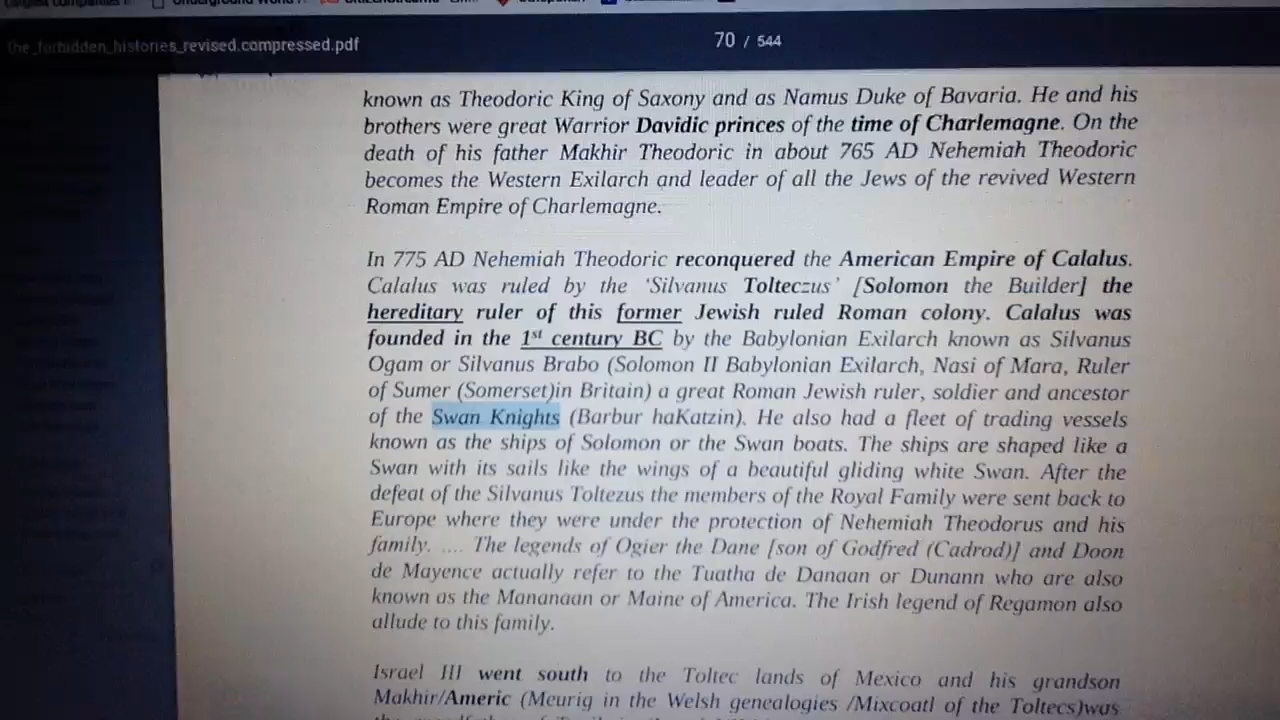 the_forbidden_histories_revised.compressed.pdf
70 / 544
known as Theodoric King of Saxony and as Namus Duke of Bavaria. He and his
brothers were great Warrior Davidic princes of the time of Charlemagne. On the
death of his father Makhir Theodoric in about 765 AD Nehemiah Theodoric
becomes the Western Exilarch and leader of all the Jews of the revived Western
Roman Empire of Charlemagne.
In 775 AD Nehemiah Theodoric reconquered the American Empire of Calalus.
Calalus was ruled by the ‘Silvanus Tolteczus’ [Solomon the Builder] the
hereditary ruler of this former Jewish ruled Roman colony. Calalus was
founded in the 1st century BC by the Babylonian Exilarch known as Silvanus
Ogam or Silvanus Brabo (Solomon II Babylonian Exilarch, Nasi of Mara, Ruler
of Sumer (Somerset)in Britain) a great Roman Jewish ruler, soldier and ancestor
of the Swan Knights (Barbur haKatzin). He also had a fleet of trading vessels
known as the ships of Solomon or the Swan boats. The ships are shaped like a
Swan with its sails like the wings of a beautiful gliding white Swan. After the
defeat of the Silvanus Toltezus the members of the Royal Family were sent back to
Europe where they were under the protection of Nehemiah Theodorus and his
family. .... The legends of Ogier the Dane [son of Godfred (Cadrod)] and Doon
de Mayence actually refer to the Tuatha de Danaan or Dunann who are also
known as the Mananaan or Maine of America. The Irish legend of Regamon also
allude to this family.
Israel III went south to the Toltec lands of Mexico and his grandson
Makhir/Americ (Meurig in the Welsh genealogies /Mixcoatl of the Toltecs)was